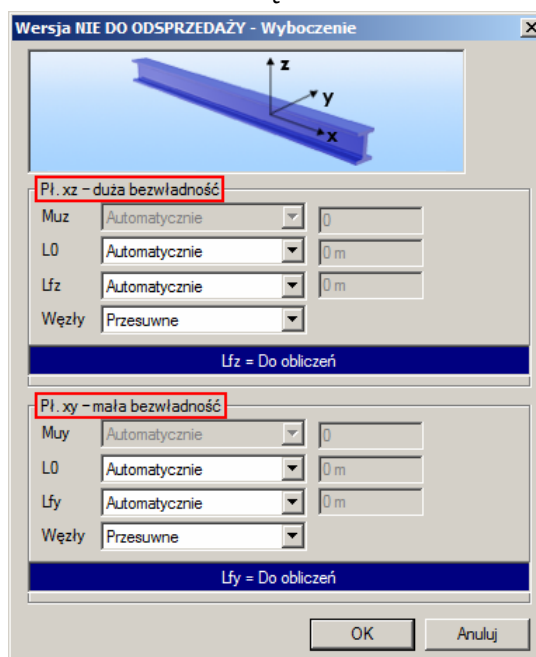 Wersja NIE DO ODSPRZEDAŻY - Wyboczenie
z
y
x
Pł. xz - duża bezwładność
Muz Automatycznie 0
L0 Automatycznie 0 m
Lfz Automatycznie 0 m
Węzły Przesuwne
Lfz = Do obliczeń
Pł. xy - mała bezwładność
Muy Automatycznie 0
L0 Automatycznie 0 m
Lfy Automatycznie 0 m
Węzły Przesuwne
Lfy = Do obliczeń
OK Anuluj